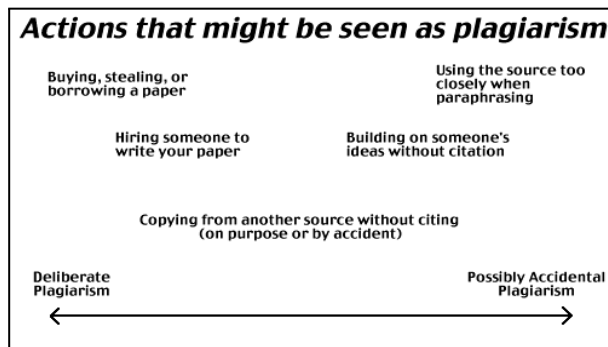 Actions that might be seen as plagiarism
Buying, stealing, or
borrowing a paper
Using the source too
closely when
paraphrasing
Hiring someone to
write your paper
Building on someone's
ideas without citation
Copying from another source without citing
(on purpose or by accident)
Deliberate
Plagiarism
Possibly Accidental
Plagiarism